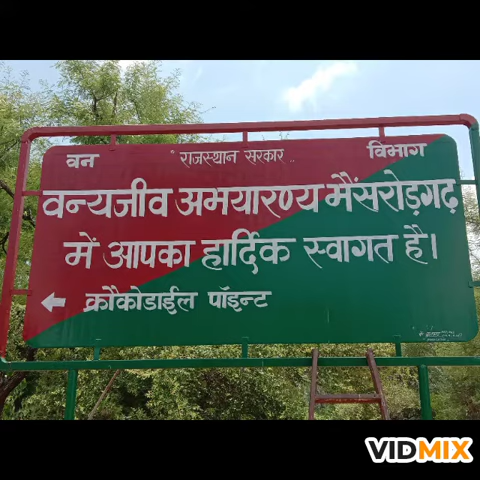 वन राजस्थान सरकार .. विभाग
वन्यजीव अभयारण्य भैंसरोड़गढ़
में आपका हार्दिक स्वागत है।
← क्रौकोडाईल पॉइन्ट
VIDMIX